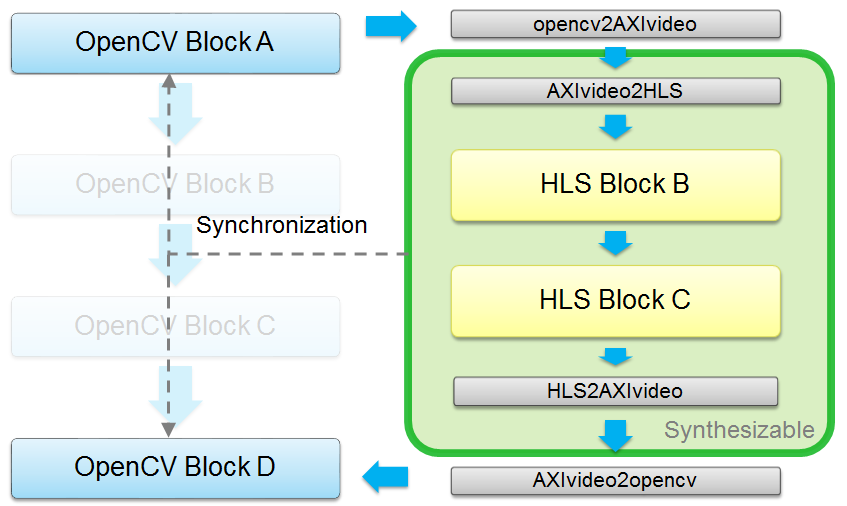 OpenCV Block A
opencv2AXIvideo
AXIvideo2HLS
OpenCV Block B
HLS Block B
Synchronization
OpenCV Block C
HLS Block C
HLS2AXIvideo
Synthesizable
OpenCV Block D
AXIvideo2opencv